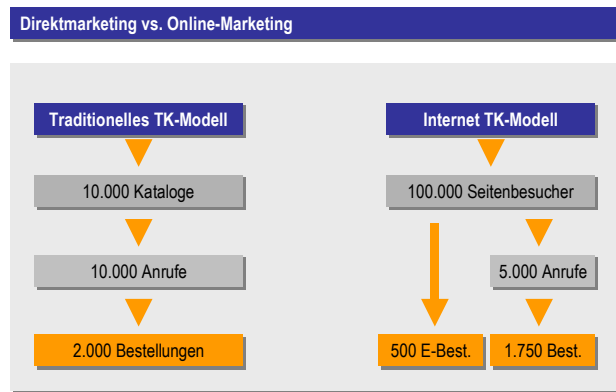 Direktmarketing vs. Online-Marketing
Traditionelles TK-Modell
10.000 Kataloge
10.000 Anrufe
2.000 Bestellungen
Internet TK-Modell
100.000 Seitenbesucher
5.000 Anrufe
500 E-Best.
1.750 Best.